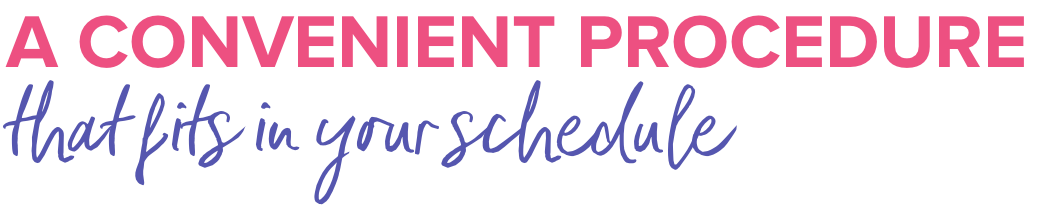 A CONVENIENT PROCEDURE
that fits in your schedule